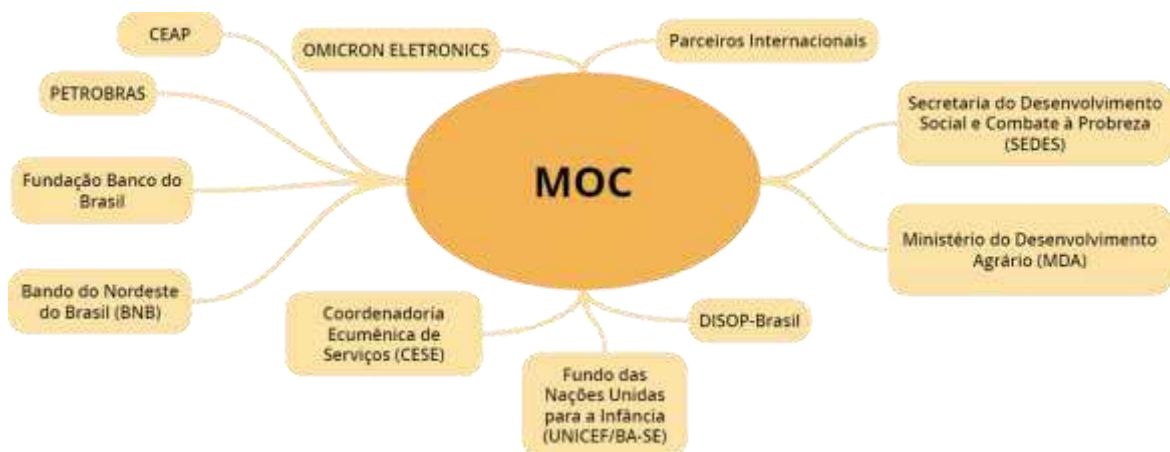 CEAP
OMICRON ELETRONICS
Parceiros Internacionais
PETROBRAS
Secretaria do Desenvolvimento
Social e Combate à Probreza
(SEDES)
MOC
Fundação Banco do
Brasil
Ministério do Desenvolvimento
Agrário (MDA)
Bando do Nordeste
do Brasil (BNB)
Coordenadoria
Ecumênica de
Serviços (CESE)
DISOP-Brasil
Fundo das
Nações Unidas
para a Infância
(UNICEF/BA-SE)